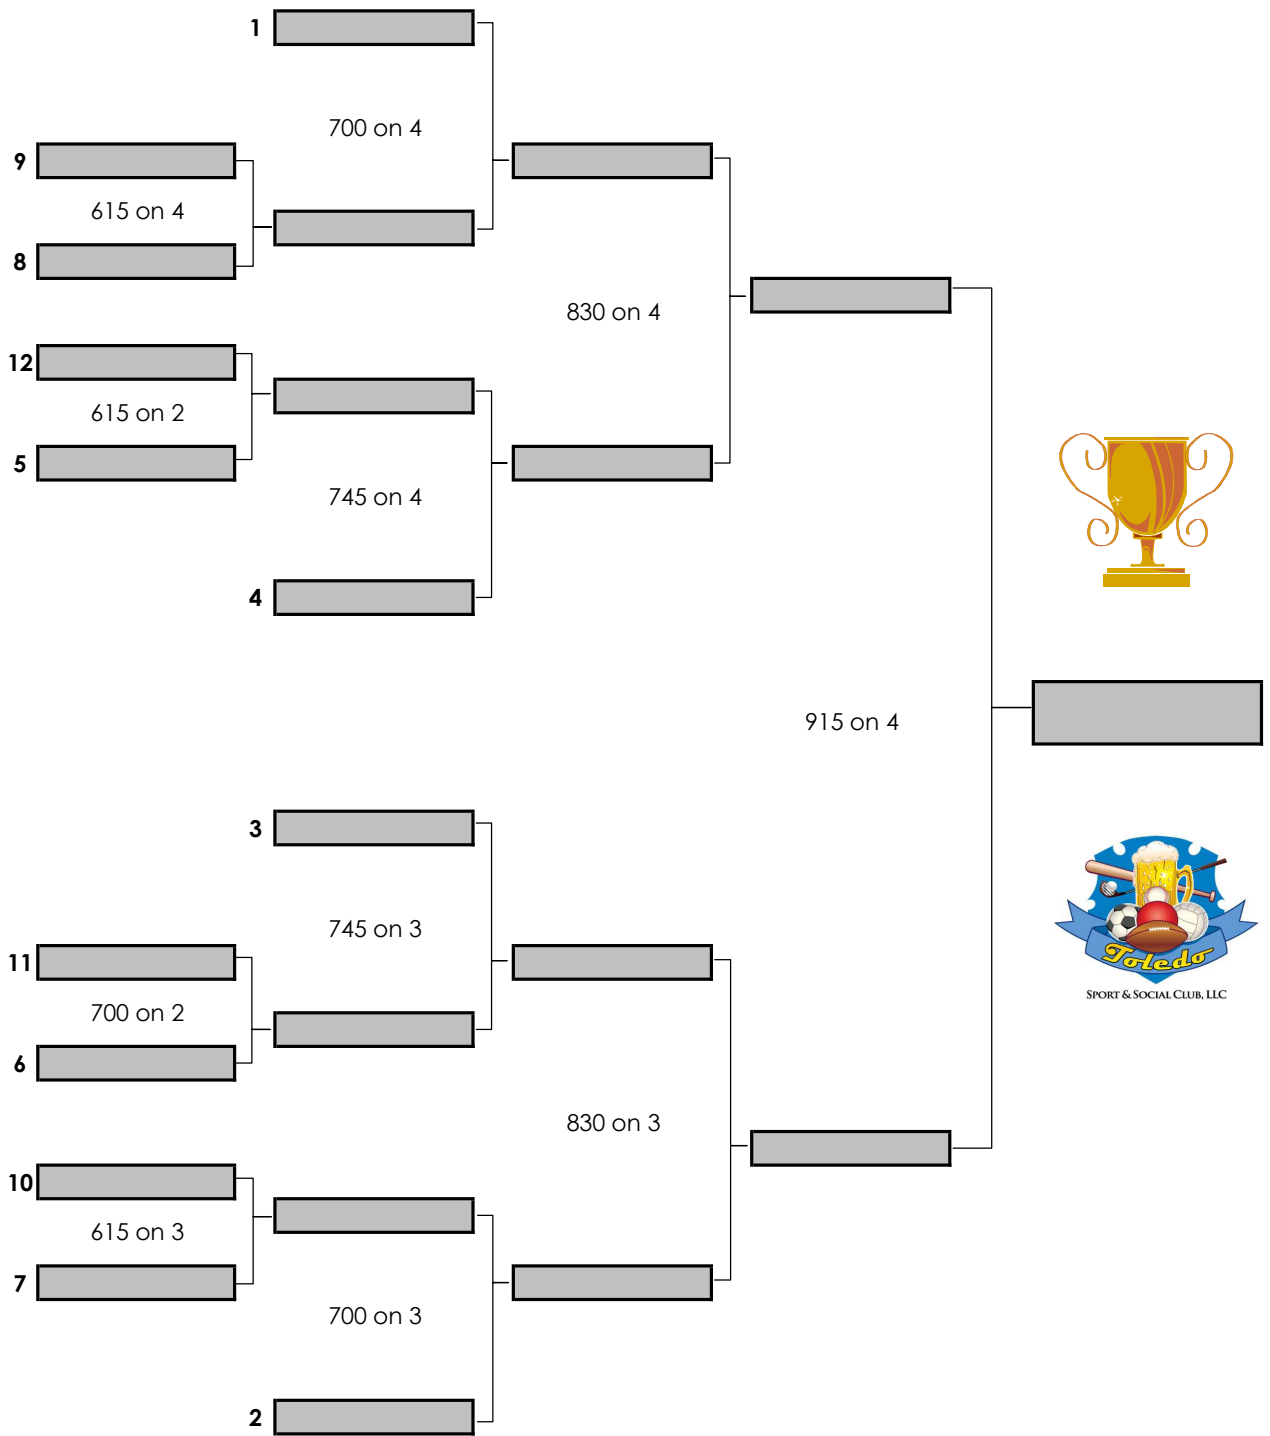 1
700 on 4
9
615 on 4
8
830 on 4
12
615 on 2
5
745 on 4
4
915 on 4
3
745 on 3
11
700 on 2
6
830 on 3
10
615 on 3
7
700 on 3
2
Toledo
SPORT & SOCIAL CLUB, LLC